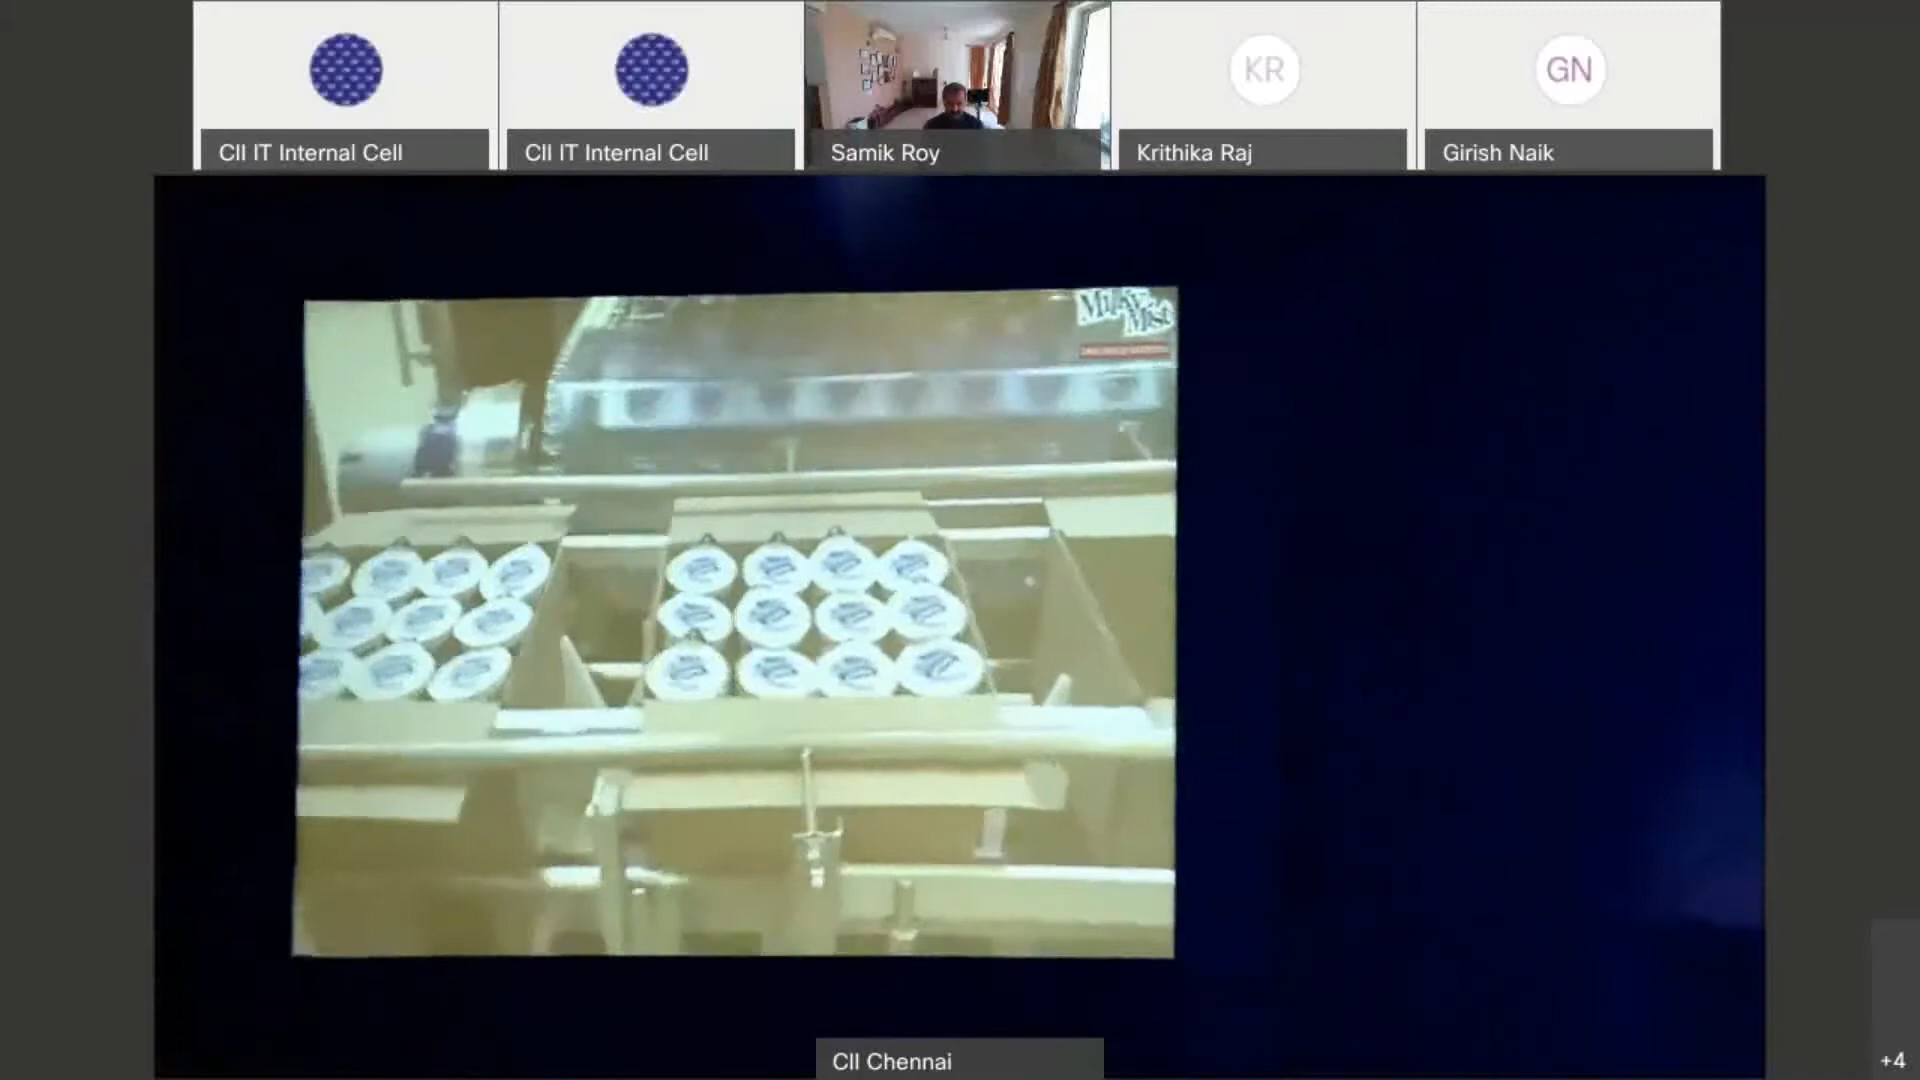 CII IT Internal Cell
CII IT Internal Cell
Samik Roy
KR
Krithika Raj
GN
Girish Naik
Milky
Mist
CII Chennai
+4